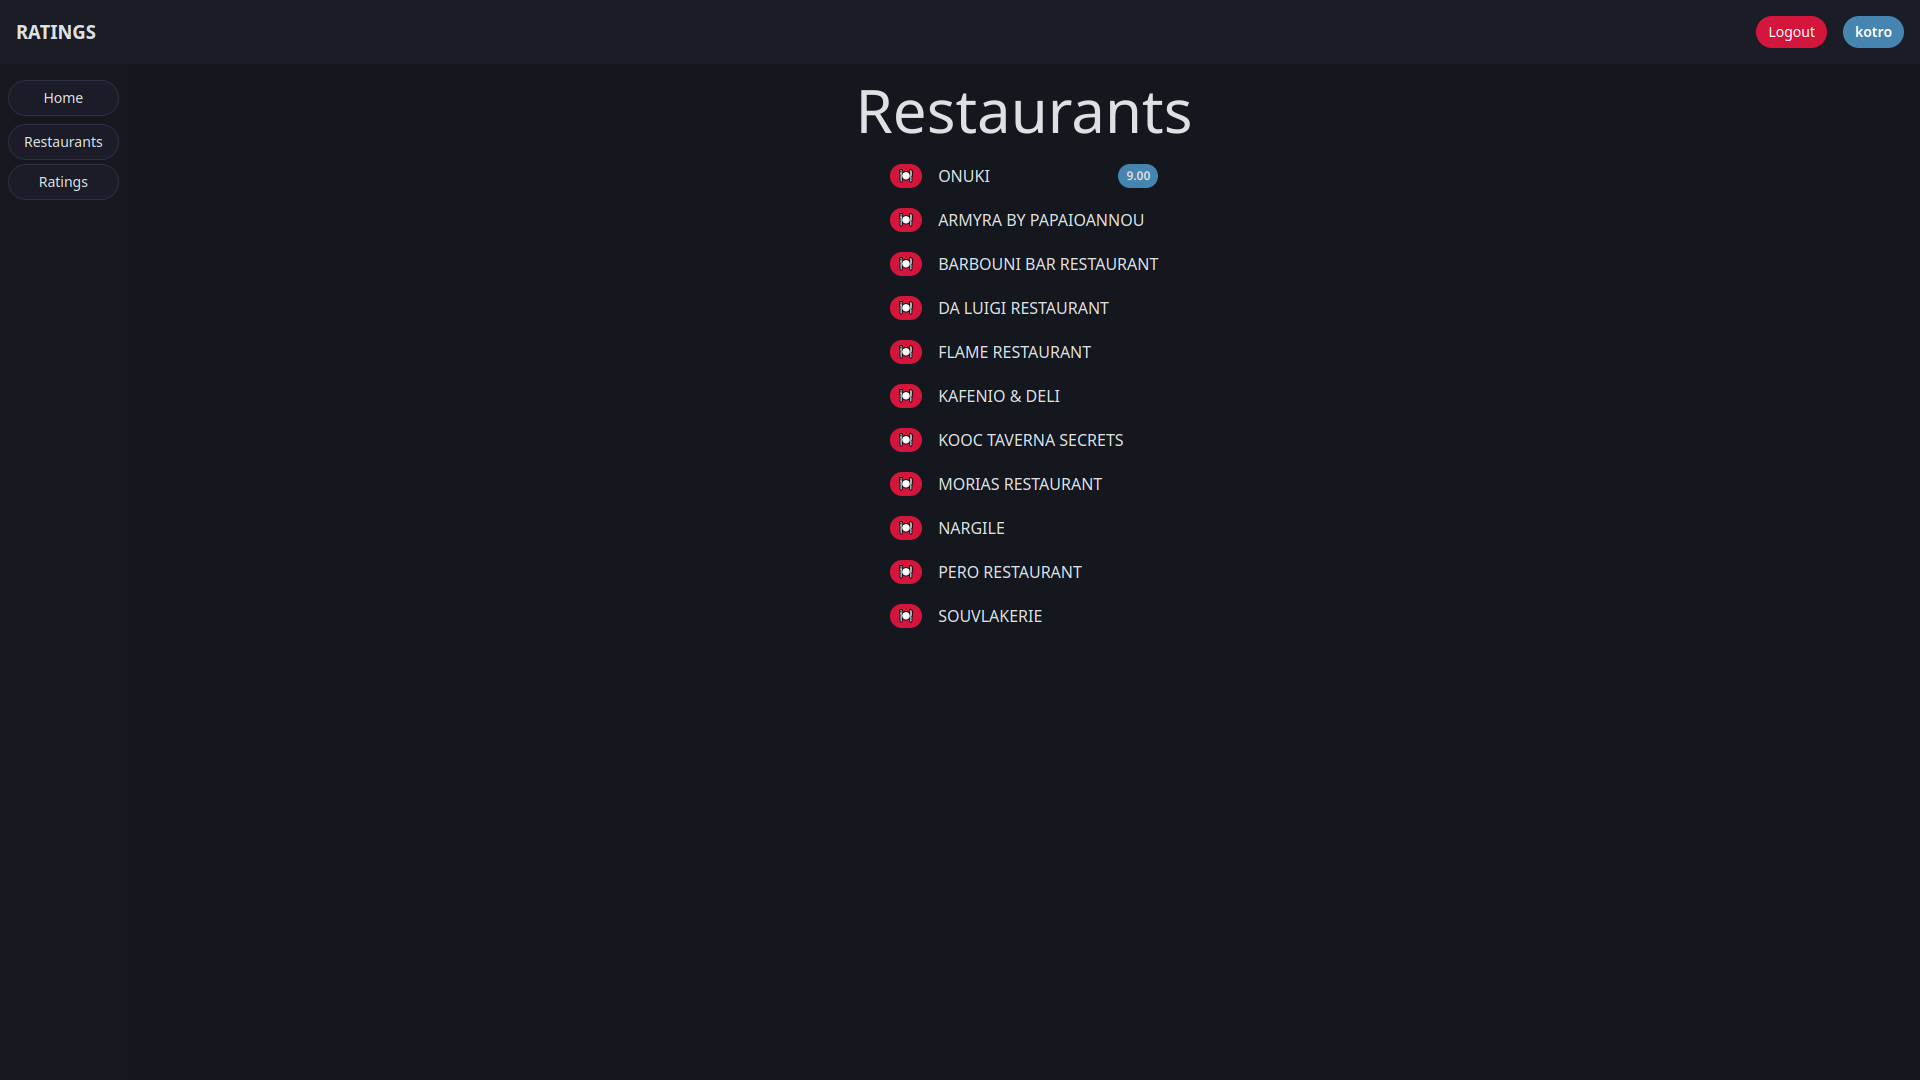 RATINGS
Logout
kotro
Home
Restaurants
Ratings
Restaurants
ONUKI 9.00
ARMYRA BY PAPAIOANNOU
BARBOUNI BAR RESTAURANT
DA LUIGI RESTAURANT
FLAME RESTAURANT
KAFENIO & DELI
KOOC TAVERNA SECRETS
MORIAS RESTAURANT
NARGILE
PERO RESTAURANT
SOUVLAKERIE